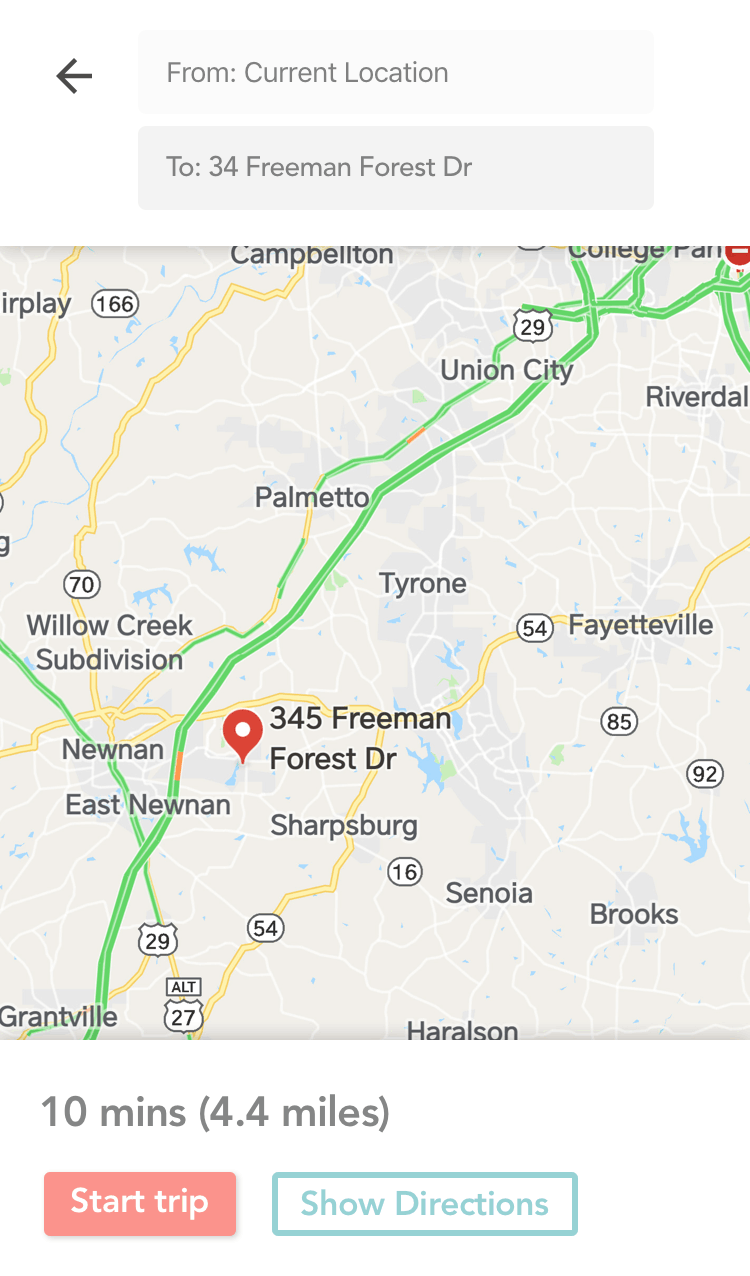 From: Current Location
To: 34 Freeman Forest Dr
Campbellton
College Park
irplay
166
29
Union City
Riverdal
Palmetto
g
70
Tyrone
Willow Creek
Subdivision
54
Fayetteville
345 Freeman
Forest Dr
85
Newnan
92
East Newnan
Sharpsburg
16
Senoia
Brooks
54
29
ALT
27
Grantville
Haralson
10 mins (4.4 miles)
Start trip
Show Directions